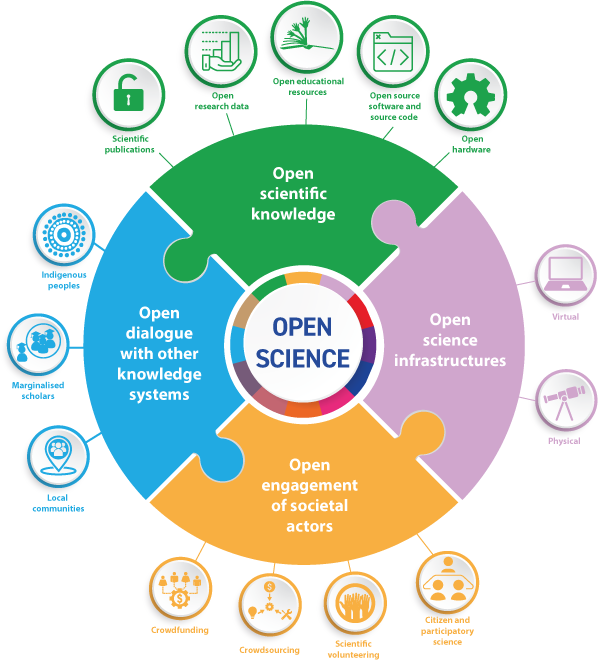 Open educational
resources
Open
research data
Open source
software and
source code
Scientific
publications
Open
hardware
Open
scientific
knowledge
Indigenous
peoples
Marginalised
scholars
Local
communities
Open
dialogue
with other
knowledge
systems
OPEN
SCIENCE
Open
science
infrastructures
Virtual
Physical
Open
engagement
of societal
actors
$
$
Crowdfunding
Crowdsourcing
Scientific
volunteering
Citizen and
participatory
science